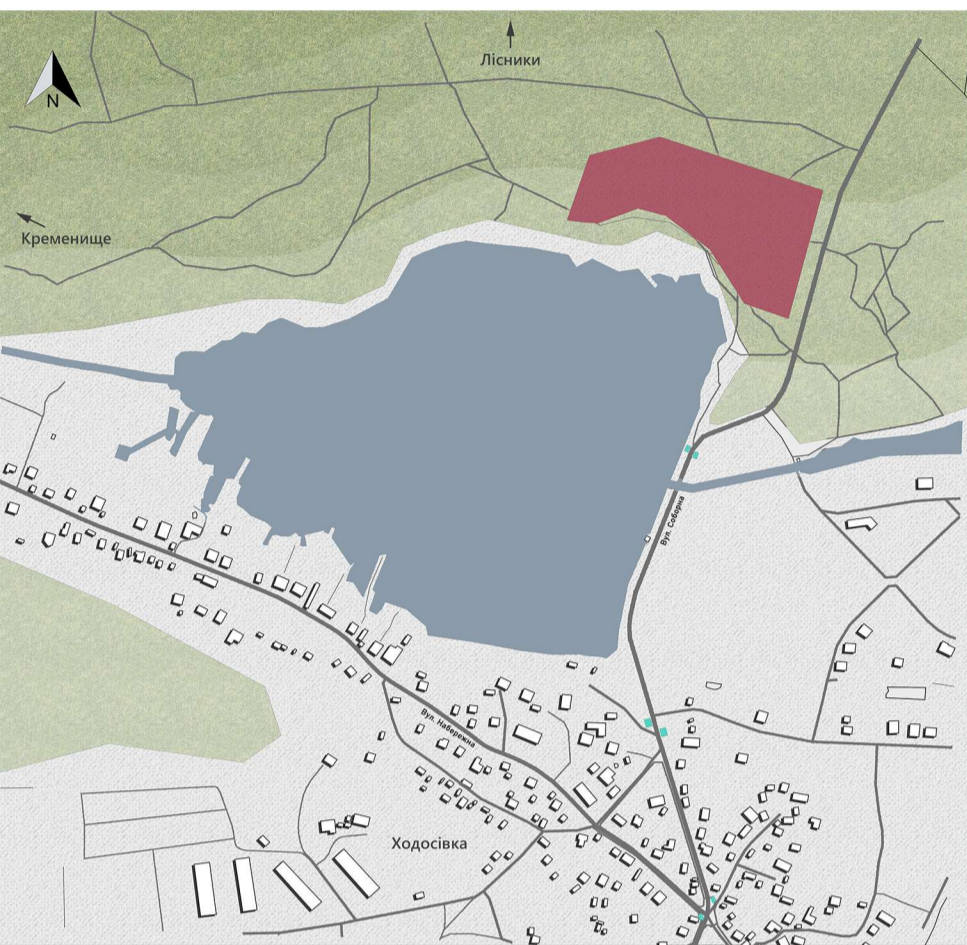 Лісники
N
Кременище
Вул. Соборна
Вул. Набережна
Ходосівка